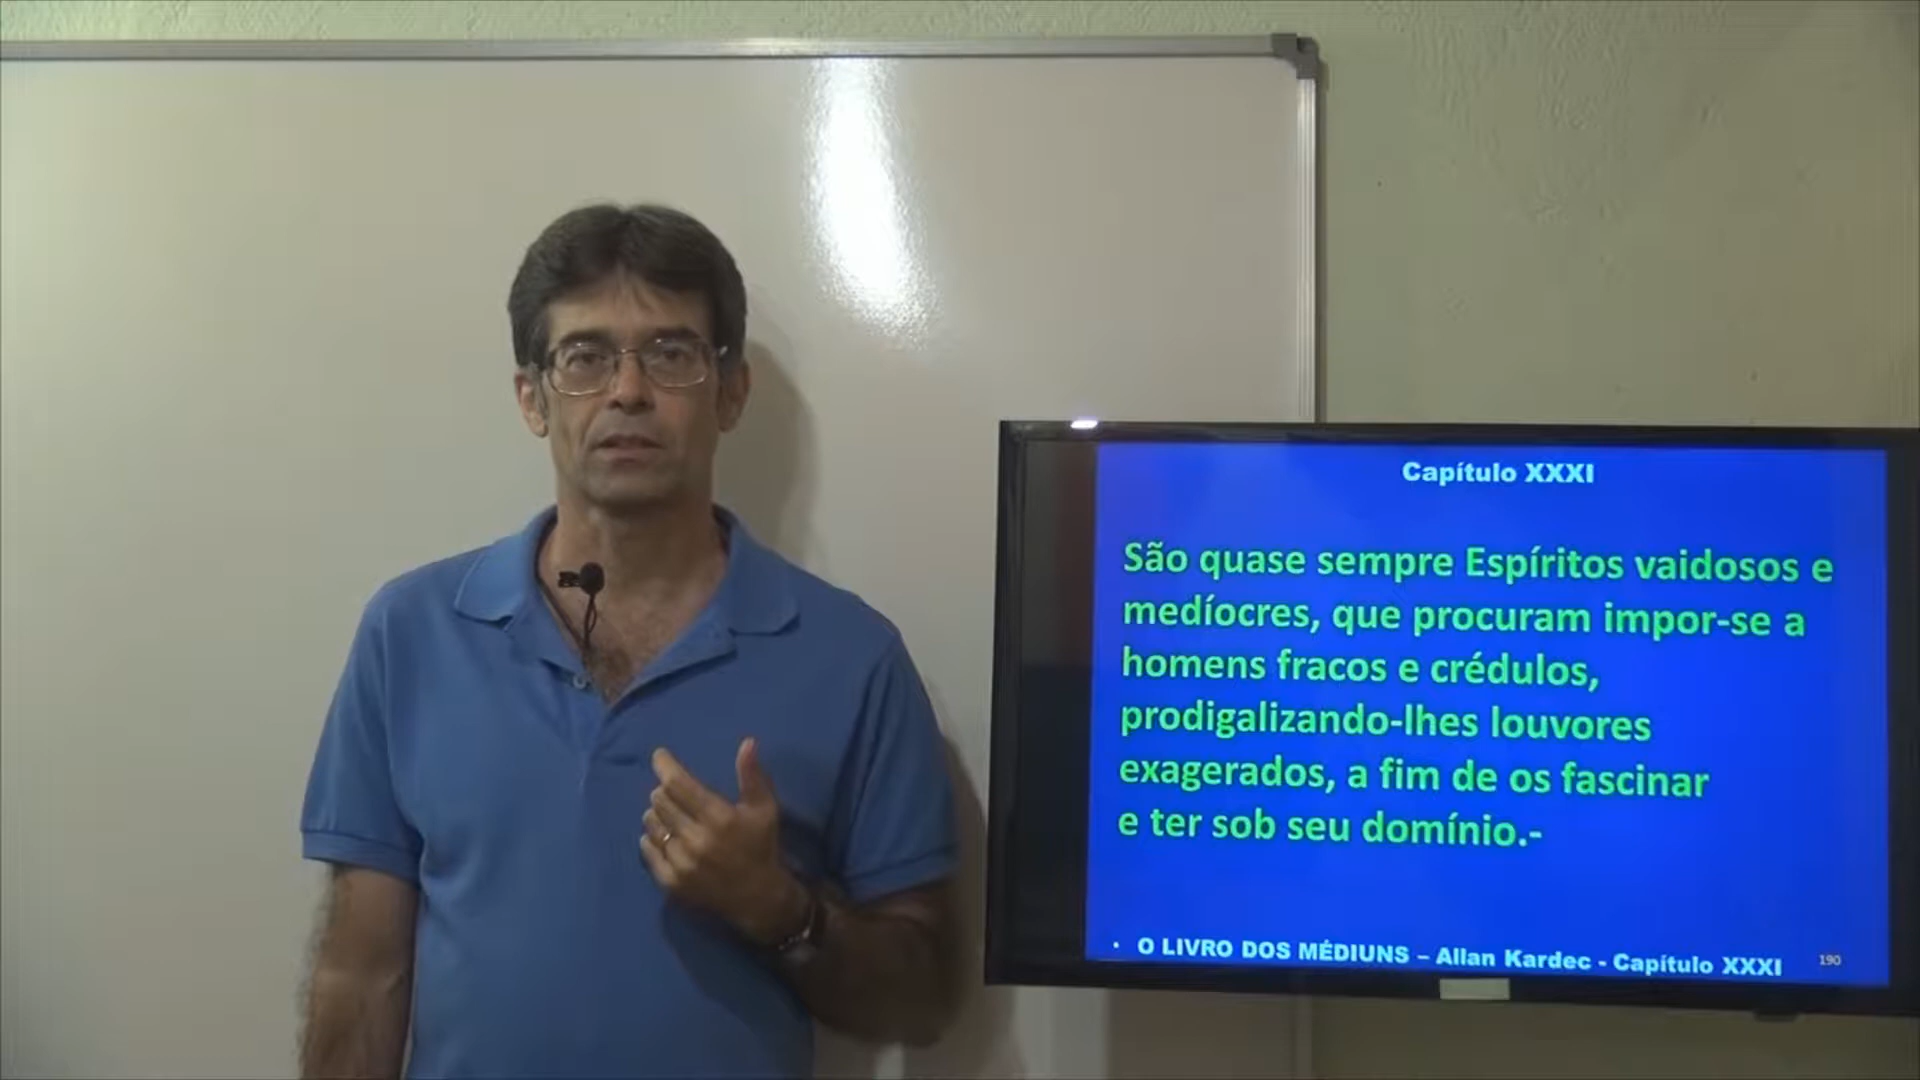 Capítulo XXXI
São quase sempre Espíritos vaidosos e
medíocres, que procuram impor-se a
homens fracos e crédulos,
prodigalizando-lhes louvores
exagerados, a fim de os fascinar
e ter sob seu domínio.-
• O LIVRO DOS MÉDIUNS – Allan Kardec - Capítulo XXXI
190